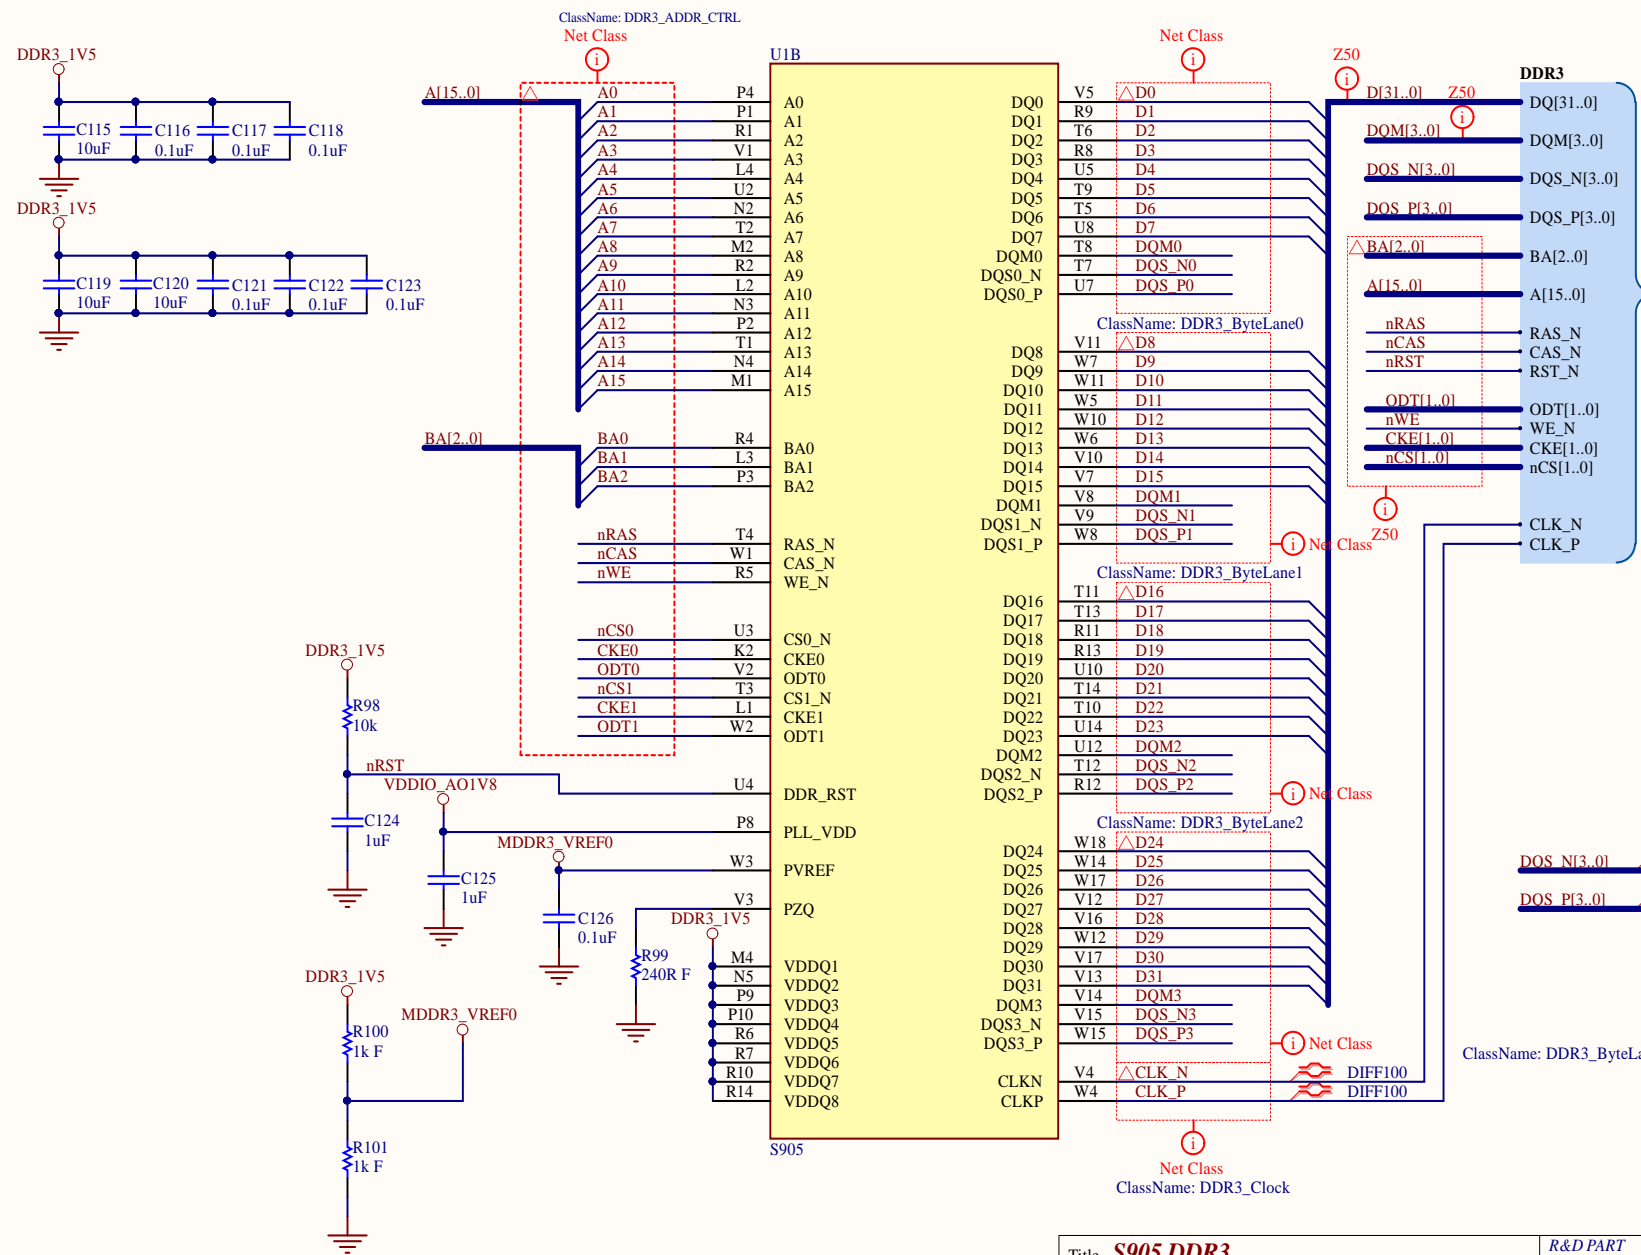 ClassName: DDR3_ADDR_CTRL
Net Class
DDR3_1V5
C115 10uF
C116 0.1uF
C117 0.1uF
C118 0.1uF
DDR3_1V5
C119 10uF
C120 10uF
C121 0.1uF
C122 0.1uF
C123 0.1uF
A[15..0]
BA[2..0]
U1B
A0 P4 A0
A1 P1 A1
A2 R1 A2
A3 V1 A3
A4 L4 A4
A5 U2 A5
A6 N2 A6
A7 T2 A7
A8 M2 A8
A9 R2 A9
A10 L2 A10
A11 N3 A11
A12 P2 A12
A13 T1 A13
A14 N4 A14
A15 M1 A15
BA0 R4 BA0
BA1 L3 BA1
BA2 P3 BA2
nRAS T4 RAS_N
nCAS W1 CAS_N
nWE R5 WE_N
nCS0 U3 CS0_N
CKE0 K2 CKE0
ODT0 V2 ODT0
nCS1 T3 CS1_N
CKE1 L1 CKE1
ODT1 W2 ODT1
DDR3_1V5
R98 10k
nRST
U4 DDR_RST
C124 1uF
VDDIO_AO1V8
P8 PLL_VDD
C125 1uF
MDDR3_VREF0
W3 PVREF
C126 0.1uF
V3 PZQ
R99 240R F
DDR3_1V5
M4 VDDQ1
N5 VDDQ2
P9 VDDQ3
P10 VDDQ4
R6 VDDQ5
R7 VDDQ6
R10 VDDQ7
R14 VDDQ8
DDR3_1V5
R100 1k F
MDDR3_VREF0
R101 1k F
S905
Net Class
DQ0 V5 D0
DQ1 R9 D1
DQ2 T6 D2
DQ3 R8 D3
DQ4 U5 D4
DQ5 T9 D5
DQ6 T5 D6
DQ7 U8 D7
DQM0 T8 DQM0
DQS0_N T7 DQS_N0
DQS0_P U7 DQS_P0
ClassName: DDR3_ByteLane0
DQ8 V11 D8
DQ9 W7 D9
DQ10 W11 D10
DQ11 W5 D11
DQ12 W10 D12
DQ13 W6 D13
DQ14 V10 D14
DQ15 V7 D15
DQM1 V8 DQM1
DQS1_N V9 DQS_N1
DQS1_P W8 DQS_P1
Net Class
ClassName: DDR3_ByteLane1
DQ16 T11 D16
DQ17 T13 D17
DQ18 R11 D18
DQ19 R13 D19
DQ20 U10 D20
DQ21 T14 D21
DQ22 T10 D22
DQ23 U14 D23
DQM2 U12 DQM2
DQS2_N T12 DQS_N2
DQS2_P R12 DQS_P2
Net Class
ClassName: DDR3_ByteLane2
DQ24 W18 D24
DQ25 W14 D25
DQ26 W17 D26
DQ27 V12 D27
DQ28 V16 D28
DQ29 W12 D29
DQ30 V17 D30
DQ31 V13 D31
DQM3 V14 DQM3
DQS3_N V15 DQS_N3
DQS3_P W15 DQS_P3
Net Class
CLKN V4 CLK_N DIFF100
CLKP W4 CLK_P DIFF100
Net Class
ClassName: DDR3_Clock
Z50
Z50
DDR3
D[31..0] DQ[31..0]
DQM[3..0] DQM[3..0]
DQS_N[3..0] DQS_N[3..0]
DQS_P[3..0] DQS_P[3..0]
BA[2..0] BA[2..0]
A[15..0] A[15..0]
nRAS RAS_N
nCAS CAS_N
nRST RST_N
ODT[1..0] ODT[1..0]
nWE WE_N
CKE[1..0] CKE[1..0]
nCS[1..0] nCS[1..0]
Z50
CLK_N
CLK_P
DQS_N[3..0]
DQS_P[3..0]
ClassName: DDR3_ByteLa
Title S905 DDR3
R&D PART